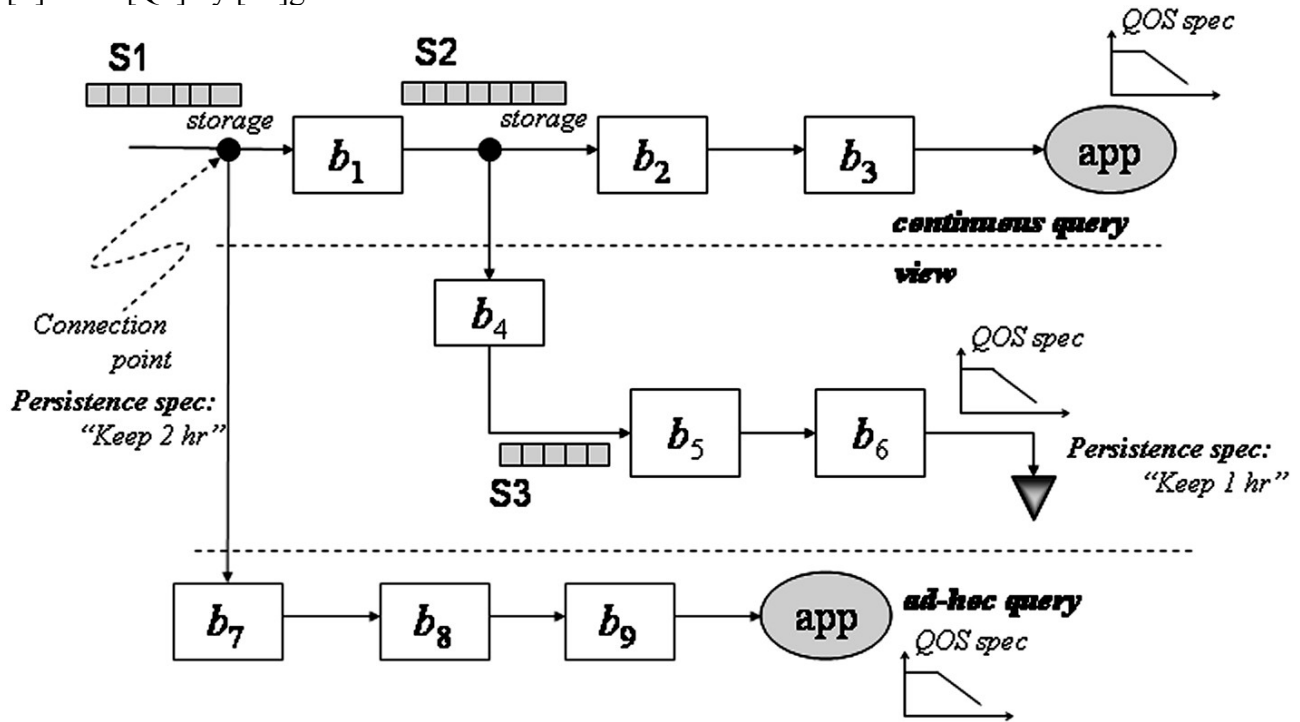 QOS spec
S1
S2
storage
storage
b1
b2
b3
app
continuous query
view
b4
Connection
point
QOS spec
Persistence spec:
“Keep 2 hr”
b5
b6
Persistence spec:
“Keep 1 hr”
S3
b7
b8
b9
app
ad-hoc query
QOS spec